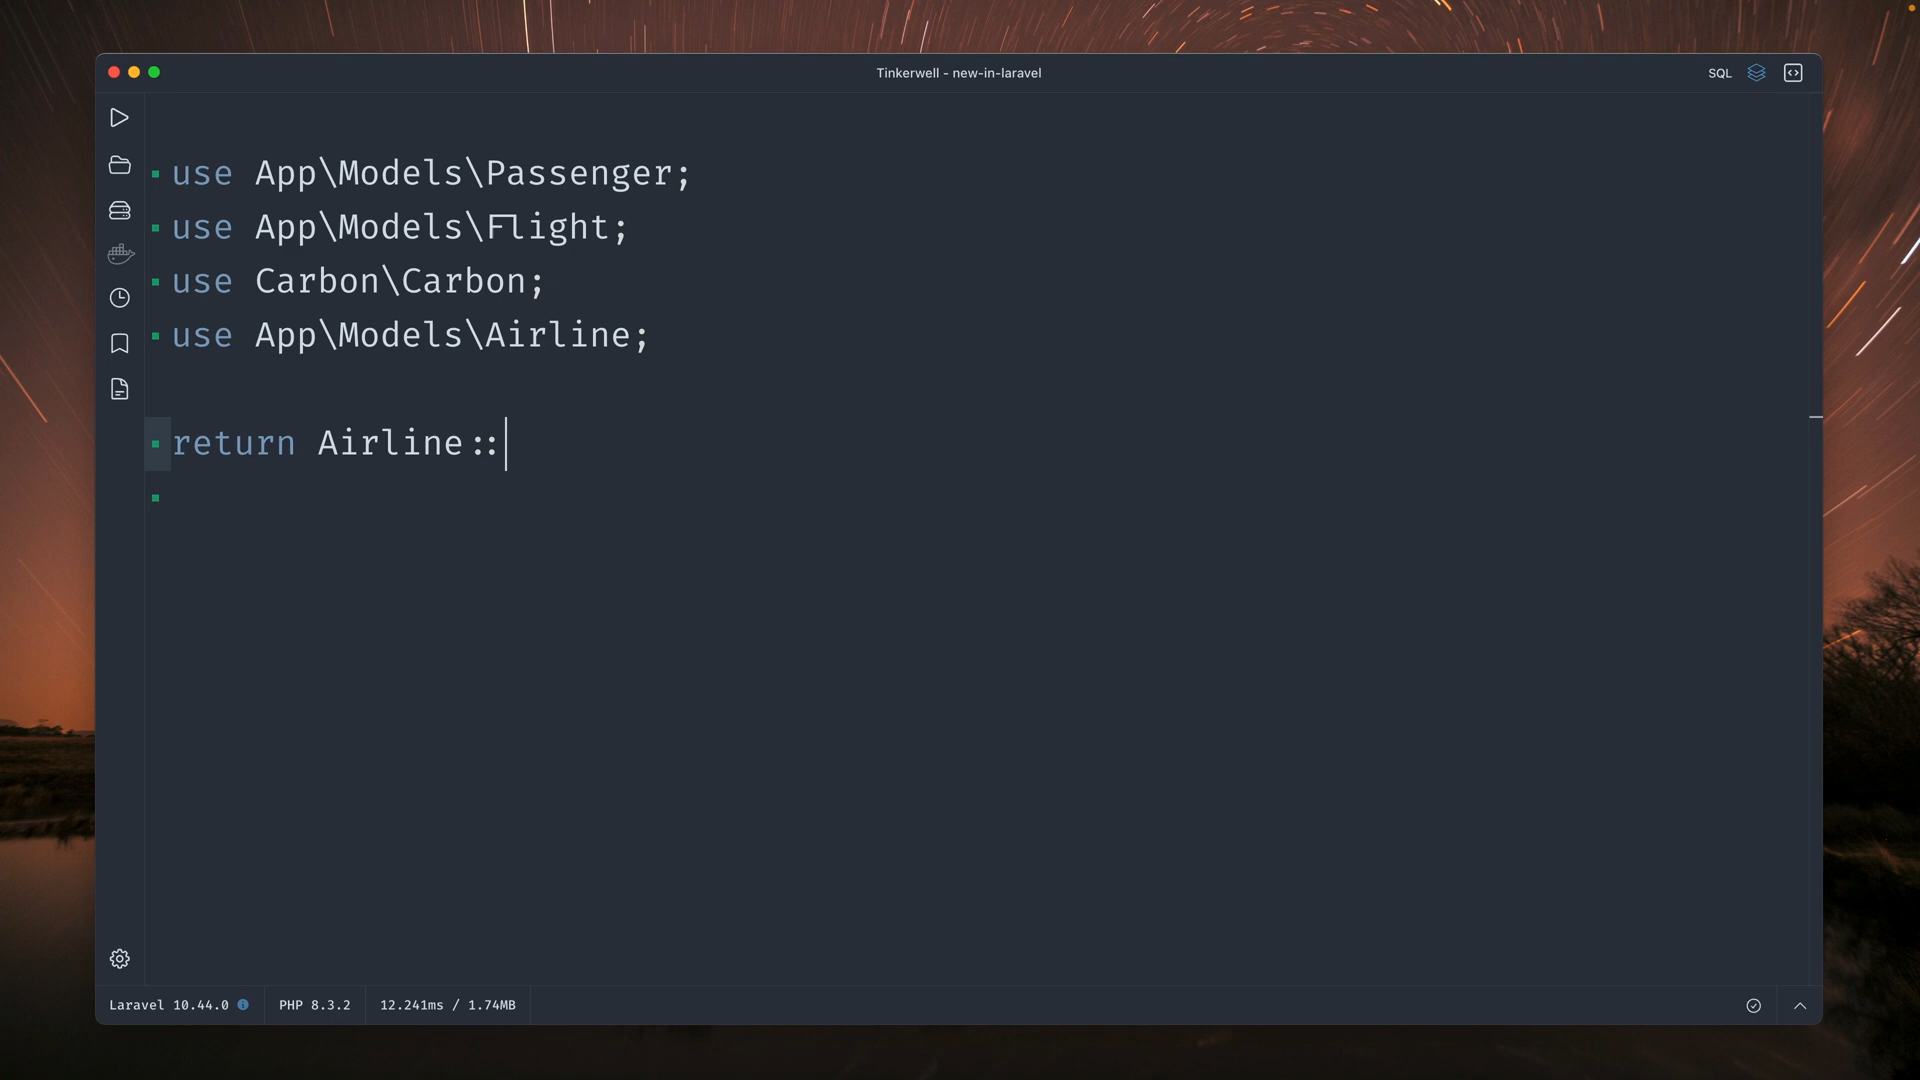 Tinkerwell - new-in-laravel
SQL
use App\Models\Passenger;
use App\Models\Flight;
use Carbon\Carbon;
use App\Models\Airline;
return Airline::
Laravel 10.44.0
PHP 8.3.2
12.241ms / 1.74MB